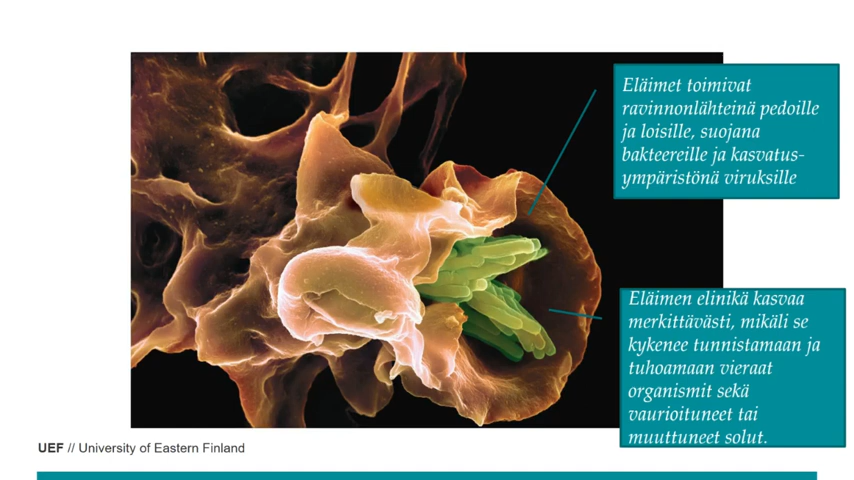 Eläimet toimivat
ravinnonlähteinä pedoille
ja loisille, suojana
bakteereille ja kasvatus-
ympäristönä viruksille
Eläimen elinikä kasvaa
merkittävästi, mikäli se
kykenee tunnistamaan ja
tuhoamaan vieraat
organismit sekä
vaurioituneet tai
muuttuneet solut.
UEF // University of Eastern Finland